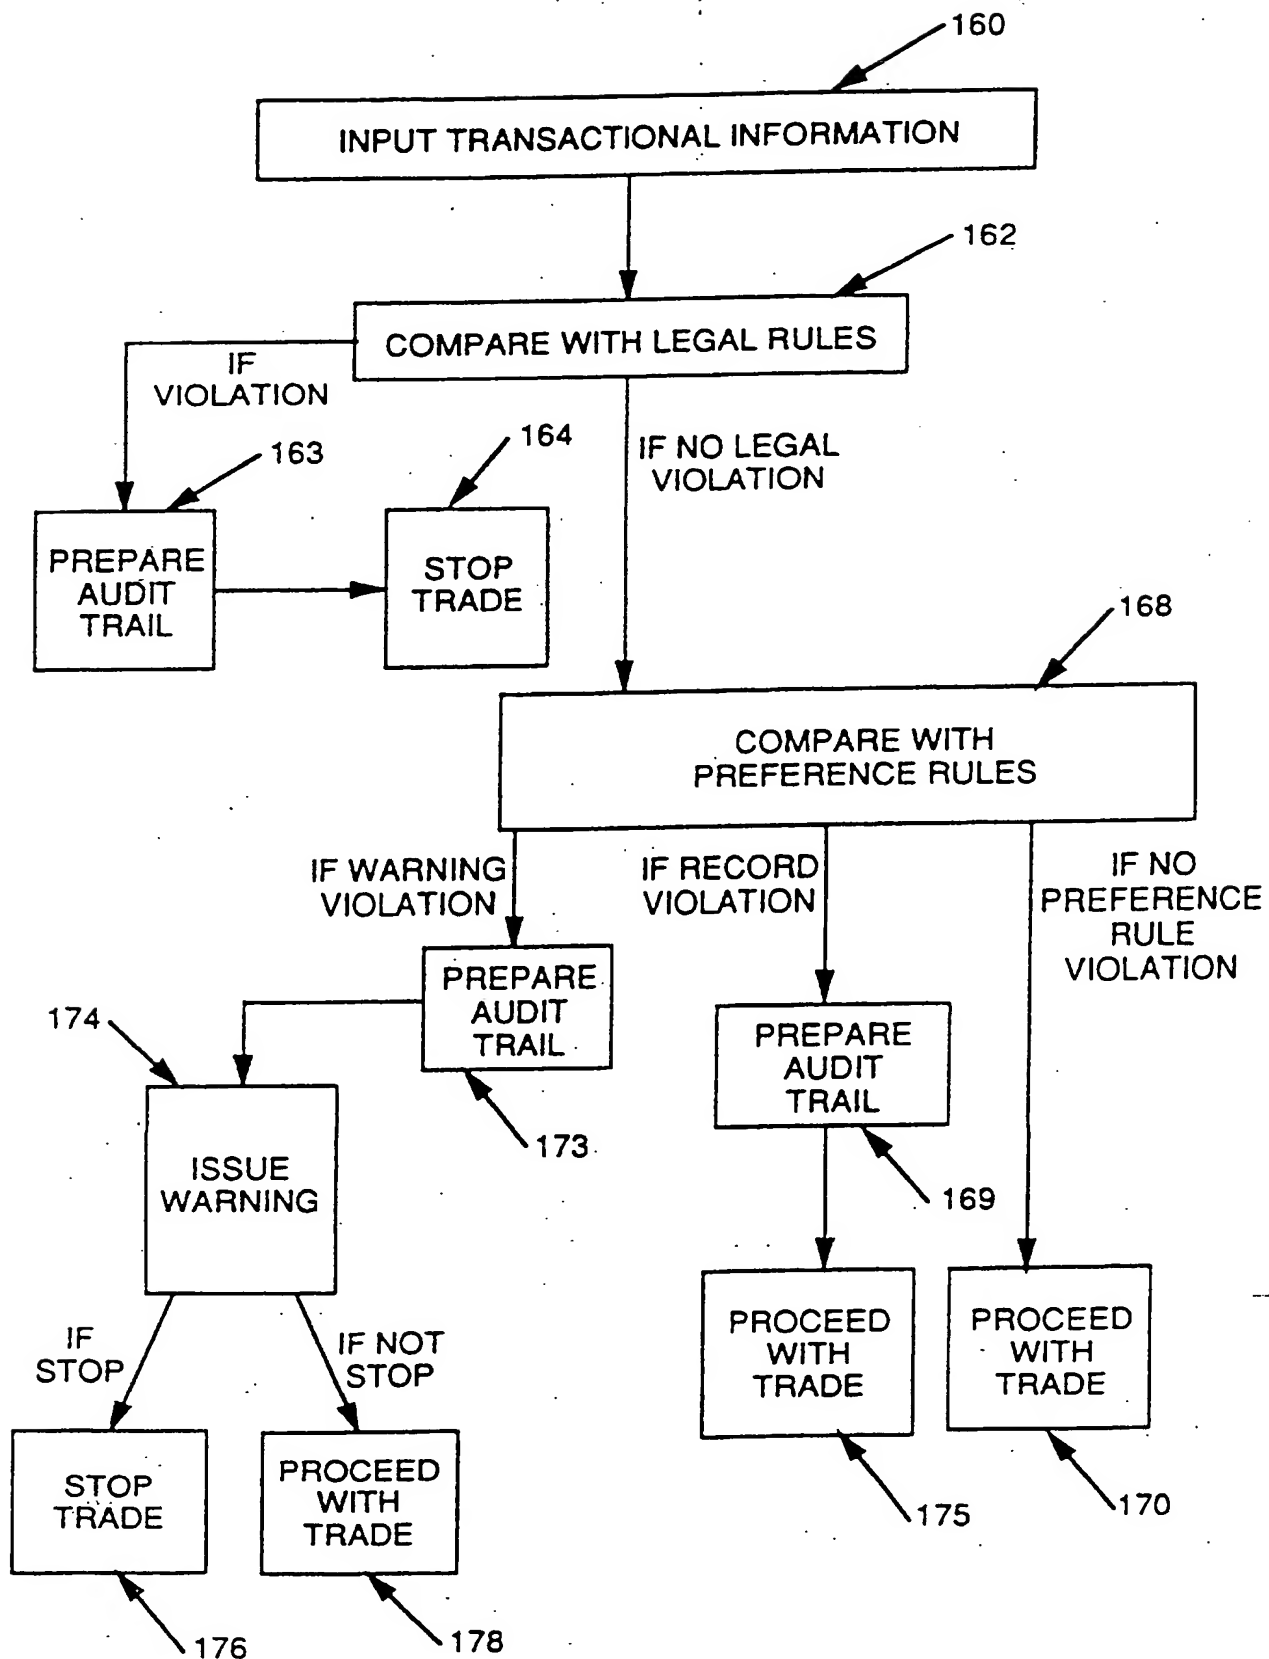 160
INPUT TRANSACTIONAL INFORMATION
162
COMPARE WITH LEGAL RULES
IF
VIOLATION
163
164
IF NO LEGAL
VIOLATION
PREPARE
AUDIT
TRAIL
STOP
TRADE
168
COMPARE WITH
PREFERENCE RULES
IF WARNING
VIOLATION
IF RECORD
VIOLATION
IF NO
PREFERENCE
RULE
VIOLATION
PREPARE
AUDIT
TRAIL
174
PREPARE
AUDIT
TRAIL
173
169
ISSUE
WARNING
IF
STOP
IF NOT
STOP
PROCEED
WITH
TRADE
PROCEED
WITH
TRADE
STOP
TRADE
PROCEED
WITH
TRADE
175
170
176
178